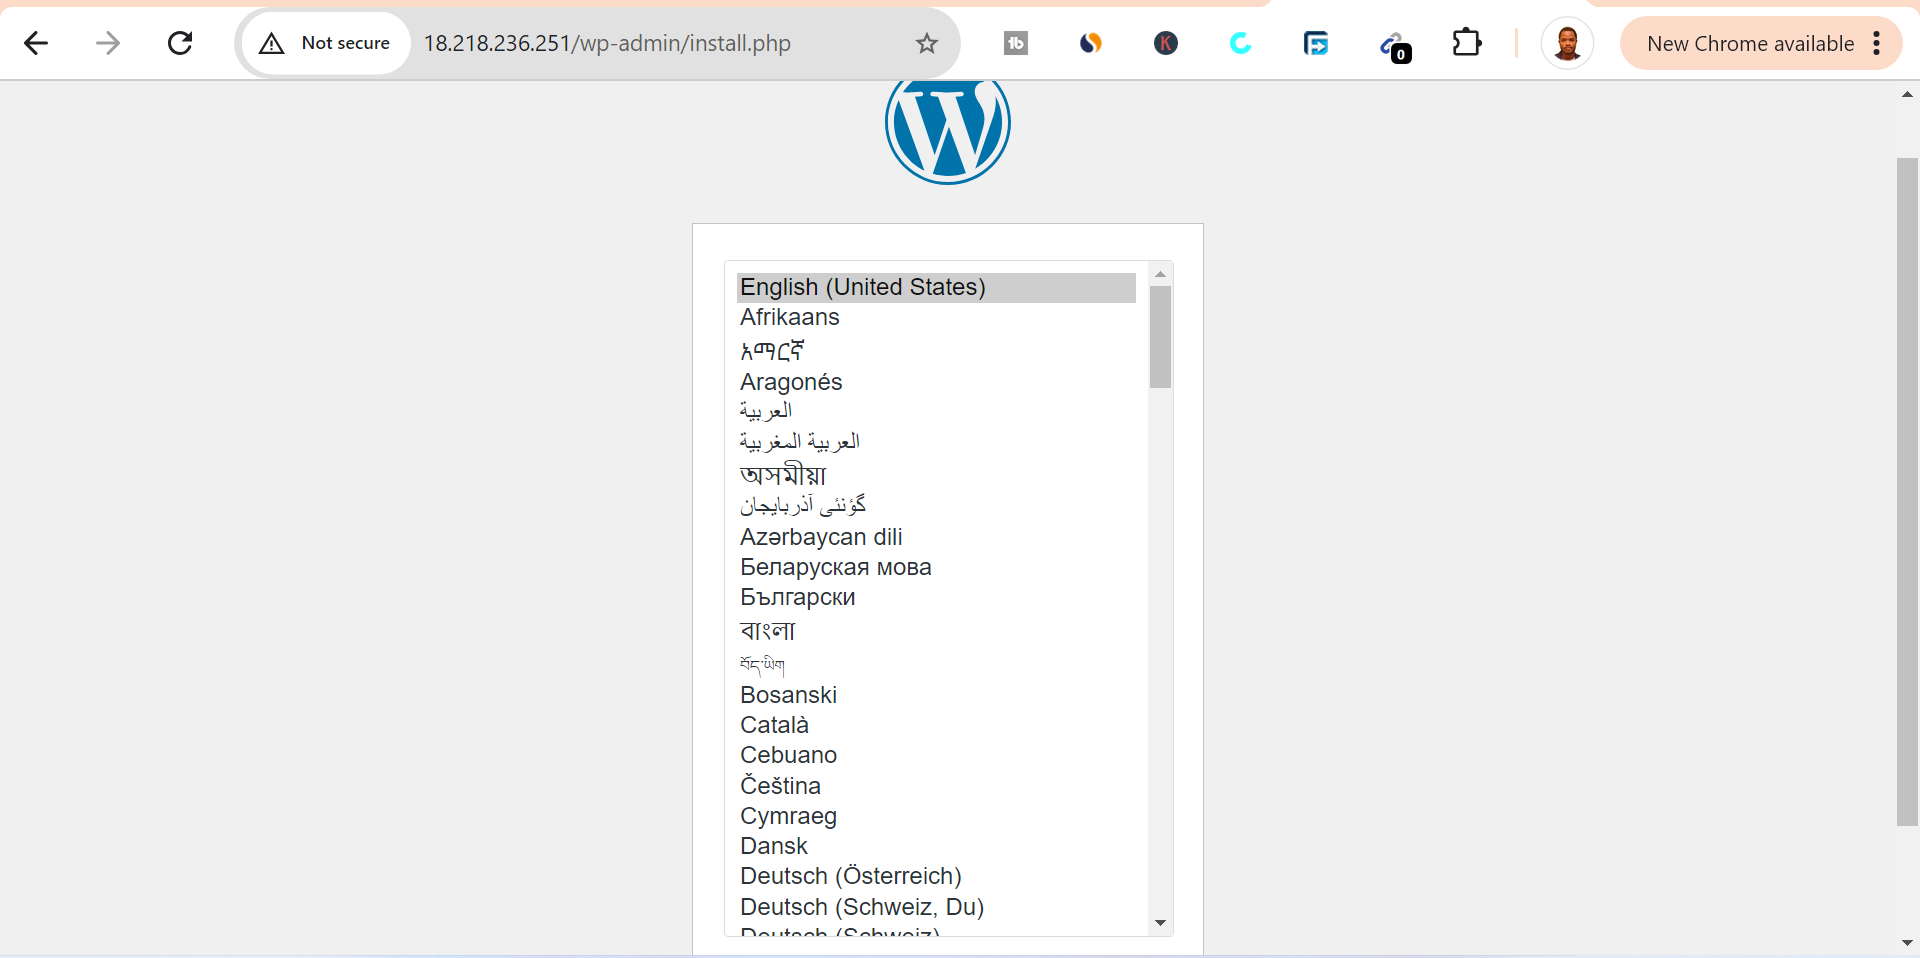 Not secure
18.218.236.251/wp-admin/install.php
New Chrome available
0
English (United States)
Afrikaans
አማርኛ
Aragonés
العربية
العربية المغربية
অসমীয়া
گؤنئی آذربایجان
Azərbaycan dili
Беларуская мова
Български
বাংলা
བོད་ཡིག
Bosanski
Català
Cebuano
Čeština
Cymraeg
Dansk
Deutsch (Österreich)
Deutsch (Schweiz, Du)
Deutsch (Schweiz)